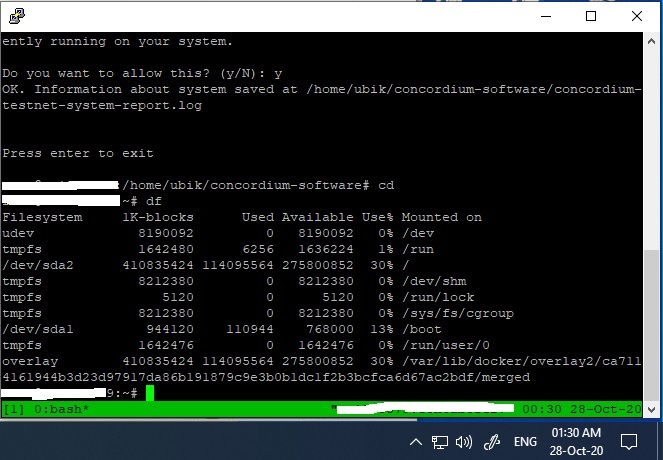 ently running on your system.
Do you want to allow this? (y/N): y
OK. Information about system saved at /home/ubik/concordium-software/concordium-
testnet-system-report.log
Press enter to exit
:/home/ubik/concordium-software# cd
:~# df
Filesystem 1K-blocks Used Available Use% Mounted on
udev 8190092 0 8190092 0% /dev
tmpfs 1642480 6256 1636224 1% /run
/dev/sda2 410835424 114095564 275800852 30% /
tmpfs 8212380 0 8212380 0% /dev/shm
tmpfs 5120 0 5120 0% /run/lock
tmpfs 8212380 0 8212380 0% /sys/fs/cgroup
/dev/sda1 944120 110944 768000 13% /boot
tmpfs 1642476 0 1642476 0% /run/user/0
overlay 410835424 114095564 275800852 30% /var/lib/docker/overlay2/ca711
4161944b3d23d97917da86b191879c9e3b0b1dc1f2b3bcfca6d67ac2bdf/merged
9:~#
[1] 0:bash* " 00:30 28-Oct-20
ENG
01:30 AM
28-Oct-20